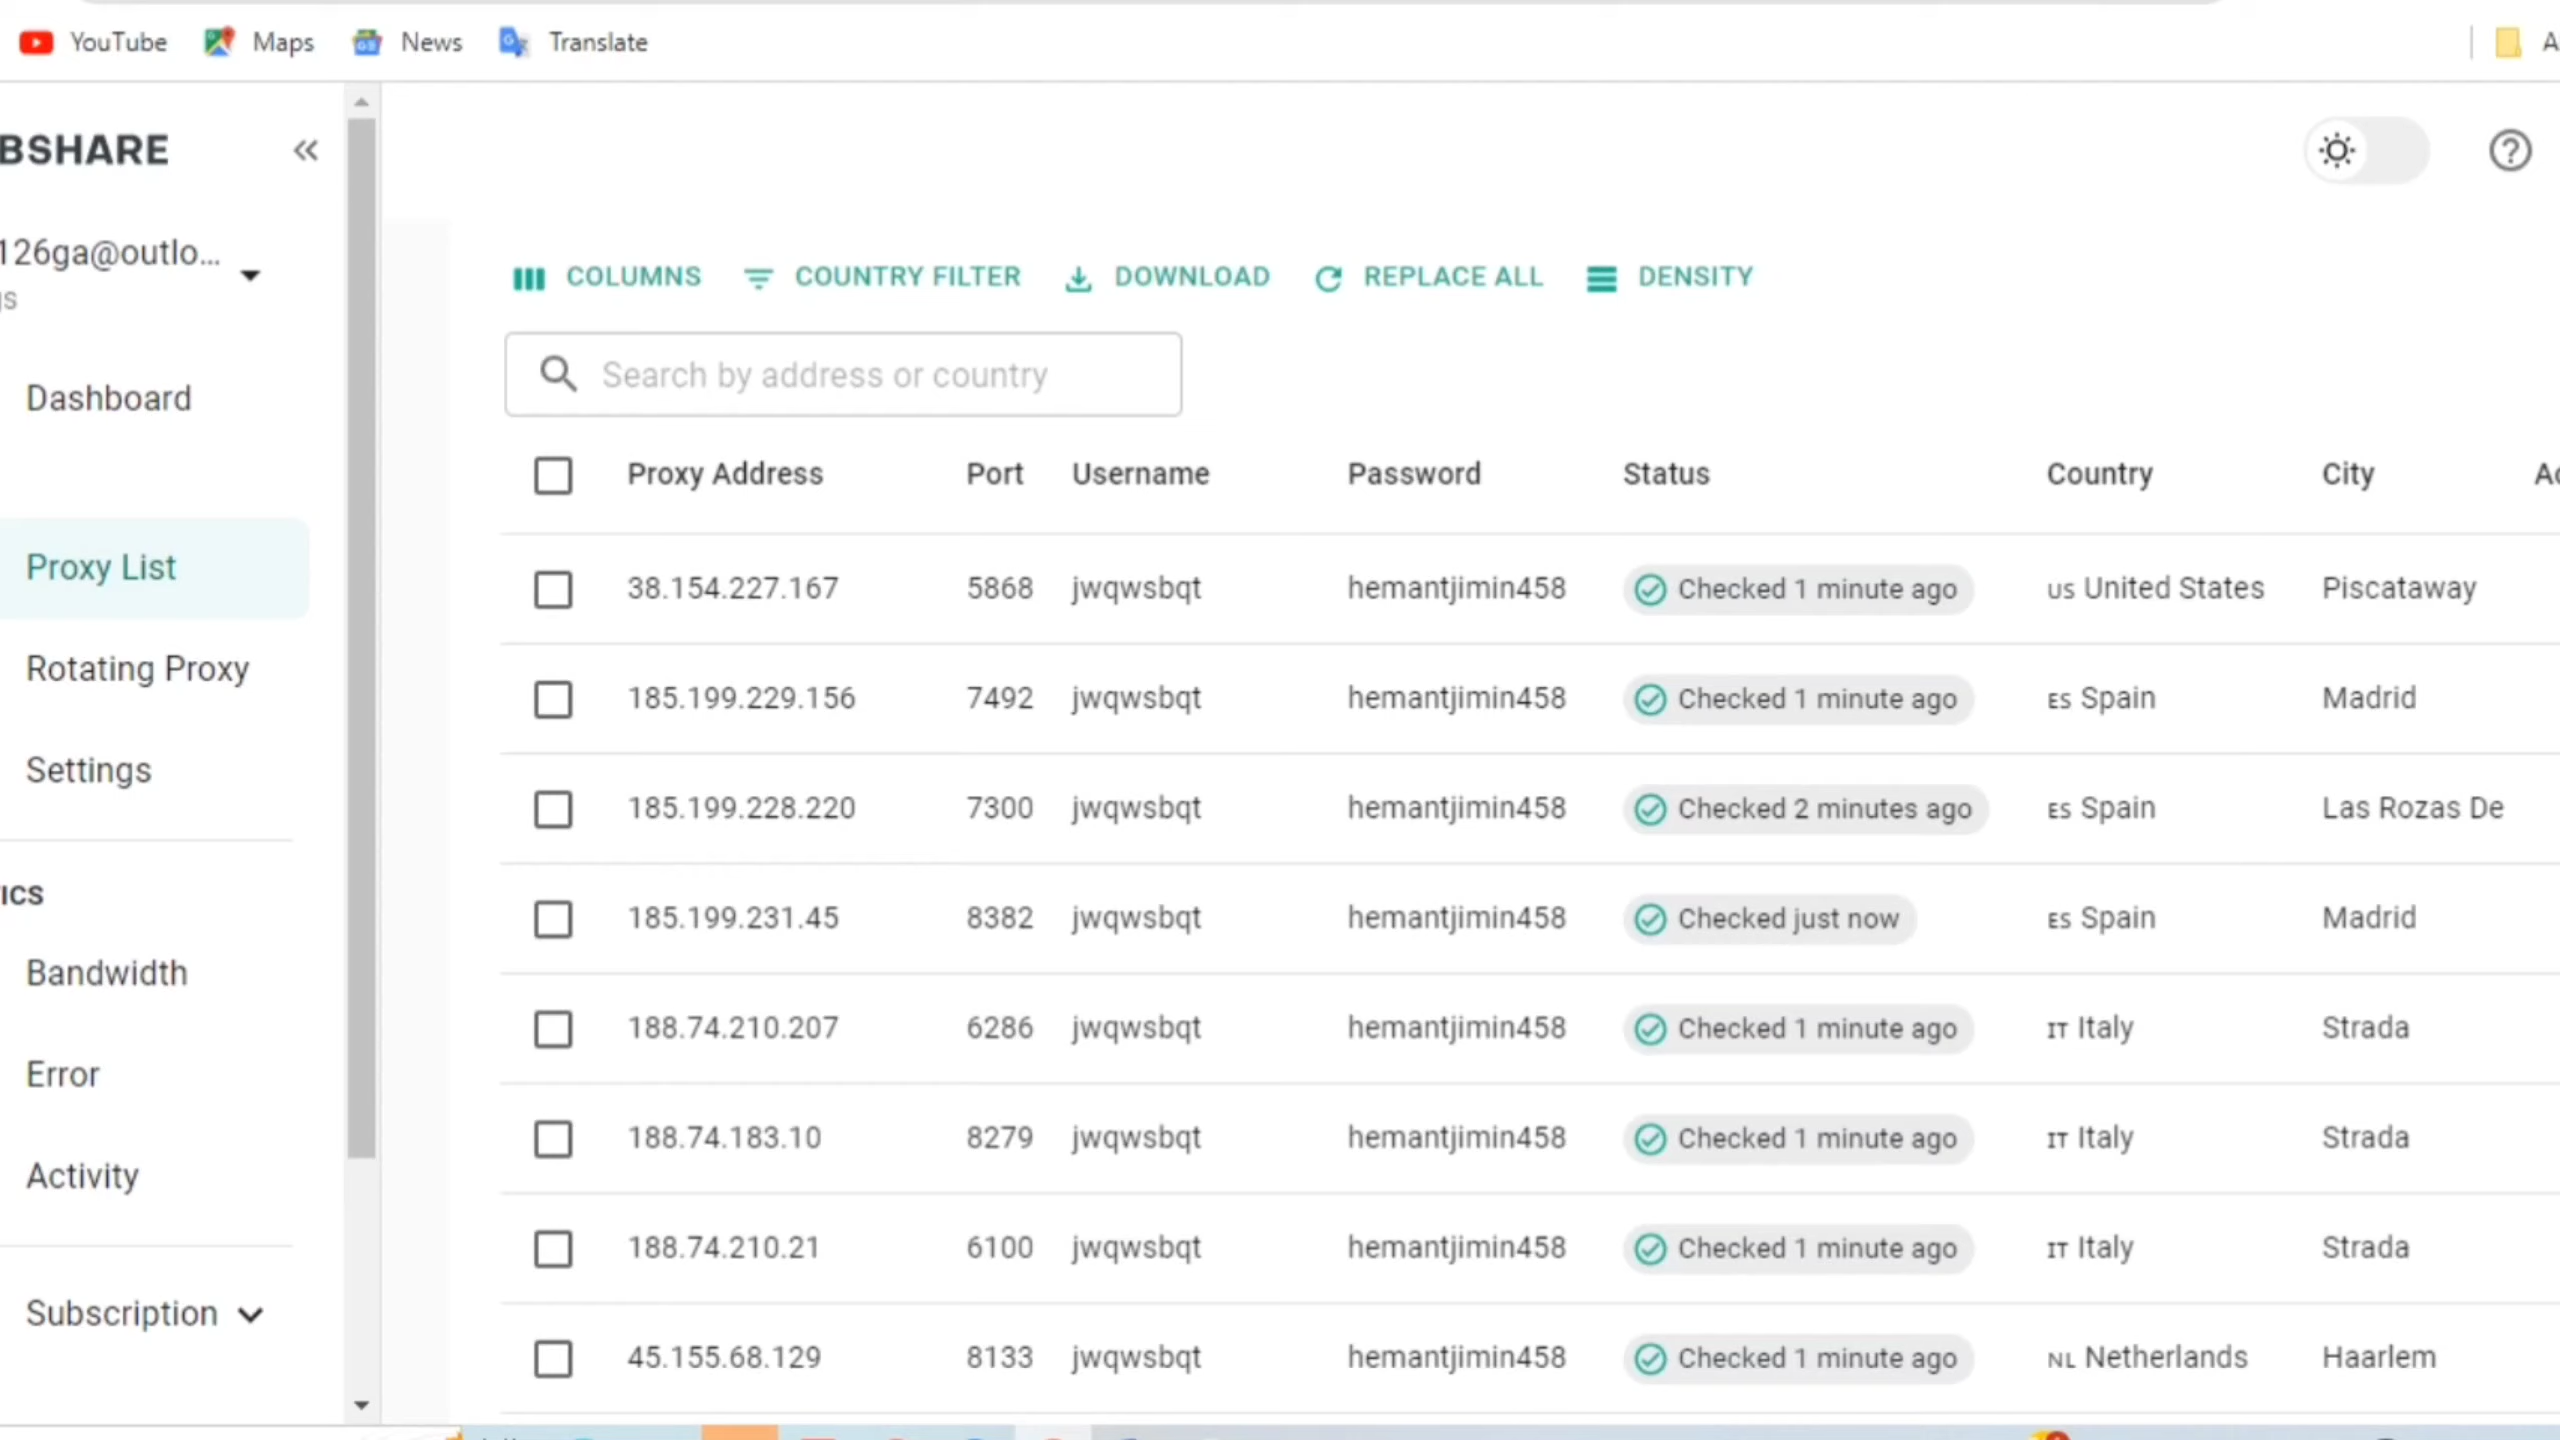 YouTube Maps News Translate A
BSHARE
126ga@outlo...
gs
Dashboard
Proxy List
Rotating Proxy
Settings
ICS
Bandwidth
Error
Activity
Subscription
COLUMNS COUNTRY FILTER DOWNLOAD REPLACE ALL DENSITY
Search by address or country
Proxy Address Port Username Password Status Country City Ac
38.154.227.167 5868 jwqwsbqt hemantjimin458 Checked 1 minute ago US United States Piscataway
185.199.229.156 7492 jwqwsbqt hemantjimin458 Checked 1 minute ago ES Spain Madrid
185.199.228.220 7300 jwqwsbqt hemantjimin458 Checked 2 minutes ago ES Spain Las Rozas De
185.199.231.45 8382 jwqwsbqt hemantjimin458 Checked just now ES Spain Madrid
188.74.210.207 6286 jwqwsbqt hemantjimin458 Checked 1 minute ago IT Italy Strada
188.74.183.10 8279 jwqwsbqt hemantjimin458 Checked 1 minute ago IT Italy Strada
188.74.210.21 6100 jwqwsbqt hemantjimin458 Checked 1 minute ago IT Italy Strada
45.155.68.129 8133 jwqwsbqt hemantjimin458 Checked 1 minute ago NL Netherlands Haarlem